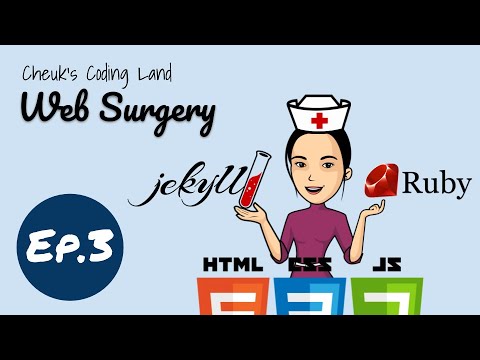 Cheuk's Coding Land
Web Surgery
jekyll
Ruby
Ep.3
HTML CSS JS